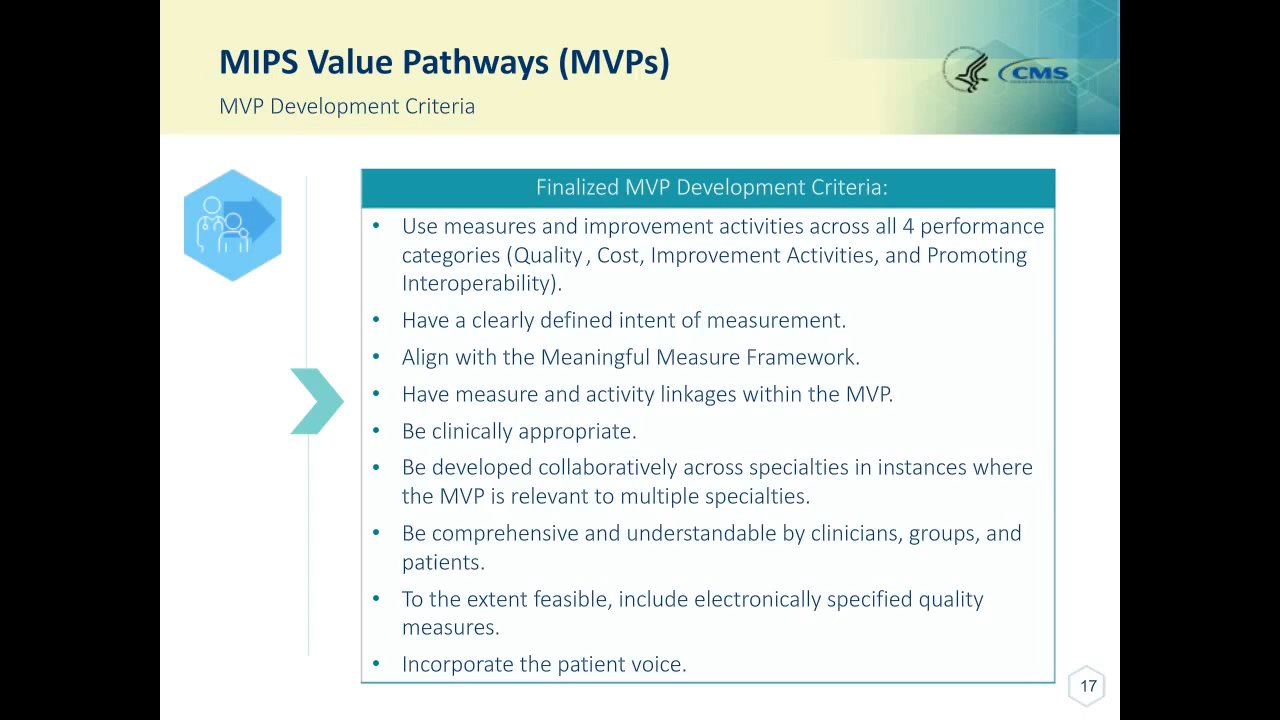 MIPS Value Pathways (MVPs)
MVP Development Criteria
CMS
Finalized MVP Development Criteria:
• Use measures and improvement activities across all 4 performance
categories (Quality, Cost, Improvement Activities, and Promoting
Interoperability).
• Have a clearly defined intent of measurement.
• Align with the Meaningful Measure Framework.
• Have measure and activity linkages within the MVP.
• Be clinically appropriate.
• Be developed collaboratively across specialties in instances where
the MVP is relevant to multiple specialties.
• Be comprehensive and understandable by clinicians, groups, and
patients.
• To the extent feasible, include electronically specified quality
measures.
• Incorporate the patient voice.
17